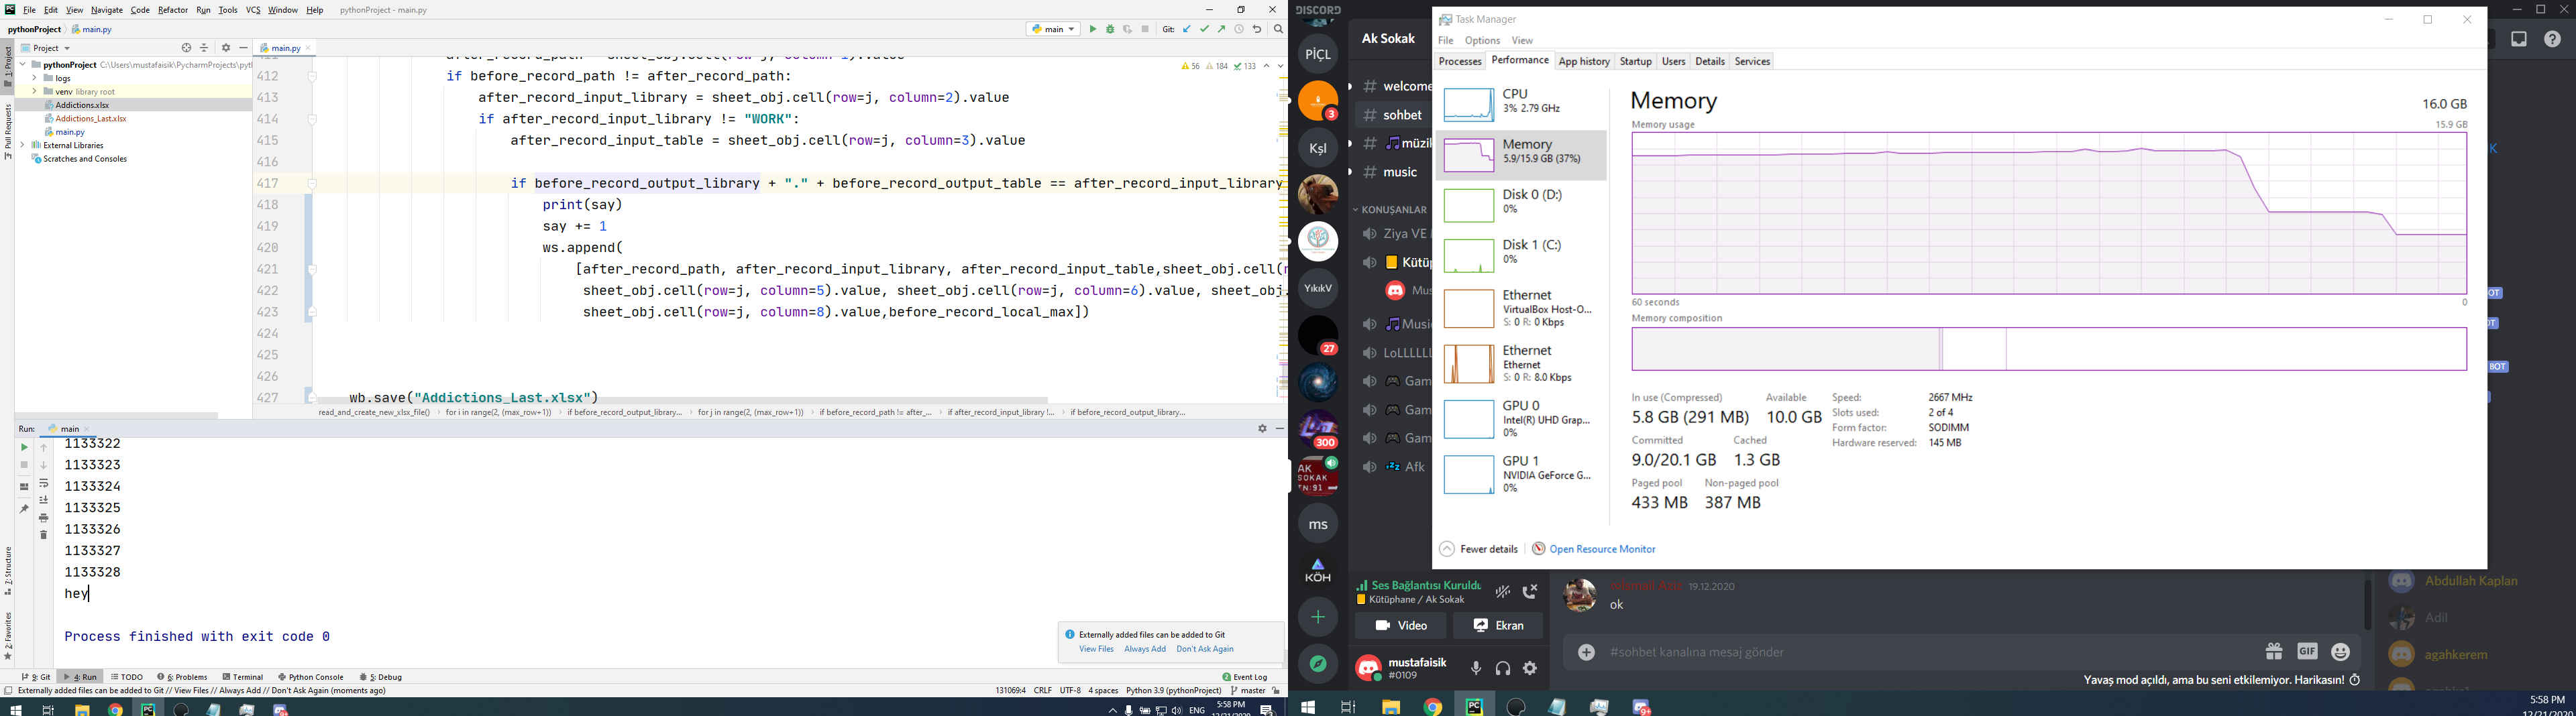 File Edit View Navigate Code Refactor Run Tools VCS Window Help pythonProject - main.py
pythonProject main.py
main
Git:
Project
main.py
pythonProject C:\Users\mustafaisik\PycharmProjects\pyt
logs
venv library root
Addictions.xlsx
Addictions_Last.xlsx
main.py
External Libraries
Scratches and Consoles
1: Project
Pull Requests
7: Structure
2: Favorites
56 184 133
412 if before_record_path != after_record_path:
413 after_record_input_library = sheet_obj.cell(row=j, column=2).value
414 if after_record_input_library != "WORK":
415 after_record_input_table = sheet_obj.cell(row=j, column=3).value
416
417 if before_record_output_library + "." + before_record_output_table == after_record_input_library
418 print(say)
419 say += 1
420 ws.append(
421 [after_record_path, after_record_input_library, after_record_input_table,sheet_obj.cell(
422 sheet_obj.cell(row=j, column=5).value, sheet_obj.cell(row=j, column=6).value, sheet_obj.
423 sheet_obj.cell(row=j, column=8).value,before_record_local_max])
424
425
426
427 wb.save("Addictions_Last.xlsx")
read_and_create_new_xlsx_file() › for i in range(2, (max_row+1)) › if before_record_output_library... › for j in range(2, (max_row+1)) › if before_record_path != after_... › if after_record_input_library !... › if before_record_output_library...
Run: main
1133322
1133323
1133324
1133325
1133326
1133327
1133328
hey
Process finished with exit code 0
Externally added files can be added to Git
View Files Always Add Don't Ask Again
9: Git 4: Run TODO 6: Problems Terminal Python Console 5: Debug
2 Event Log
Externally added files can be added to Git // View Files // Always Add // Don't Ask Again (moments ago)
131069:4 CRLF UTF-8 4 spaces Python 3.9 (pythonProject) master
ENG
5:58 PM
12/21/2020
DISCORD
PİÇL
3
Kşl
YıkıkV
27
300
AK
SOKAK
ms
KÖH
Ak Sokak
welcome
sohbet
müzik
music
KONUŞANLAR
Ziya VE
Kütüp
Mus
Music
LoLLLLL
Gam
Gam
Gam
Afk
Ses Bağlantısı Kuruldu
Kütüphane / Ak Sokak
Video
Ekran
mustafaisik
#0109
Task Manager
File Options View
Processes Performance App history Startup Users Details Services
CPU
3% 2.79 GHz
Memory
5.9/15.9 GB (37%)
Disk 0 (D:)
0%
Disk 1 (C:)
0%
Ethernet
VirtualBox Host-O...
S: 0 R: 0 Kbps
Ethernet
Ethernet
S: 0 R: 8.0 Kbps
GPU 0
Intel(R) UHD Grap...
0%
GPU 1
NVIDIA GeForce G...
0%
Memory 16.0 GB
Memory usage 15.9 GB
60 seconds 0
Memory composition
In use (Compressed) Available
5.8 GB (291 MB) 10.0 GB
Committed Cached
9.0/20.1 GB 1.3 GB
Paged pool Non-paged pool
433 MB 387 MB
Speed: 2667 MHz
Slots used: 2 of 4
Form factor: SODIMM
Hardware reserved: 145 MB
Fewer details Open Resource Monitor
BOT
19.12.2020
ok
#sohbet kanalına mesaj gönder
GIF
Yavaş mod açıldı, ama bu seni etkilemiyor. Harikasın!
Abdullah Kaplan
Adil
agahkerem
9+
5:58 PM
12/21/2020